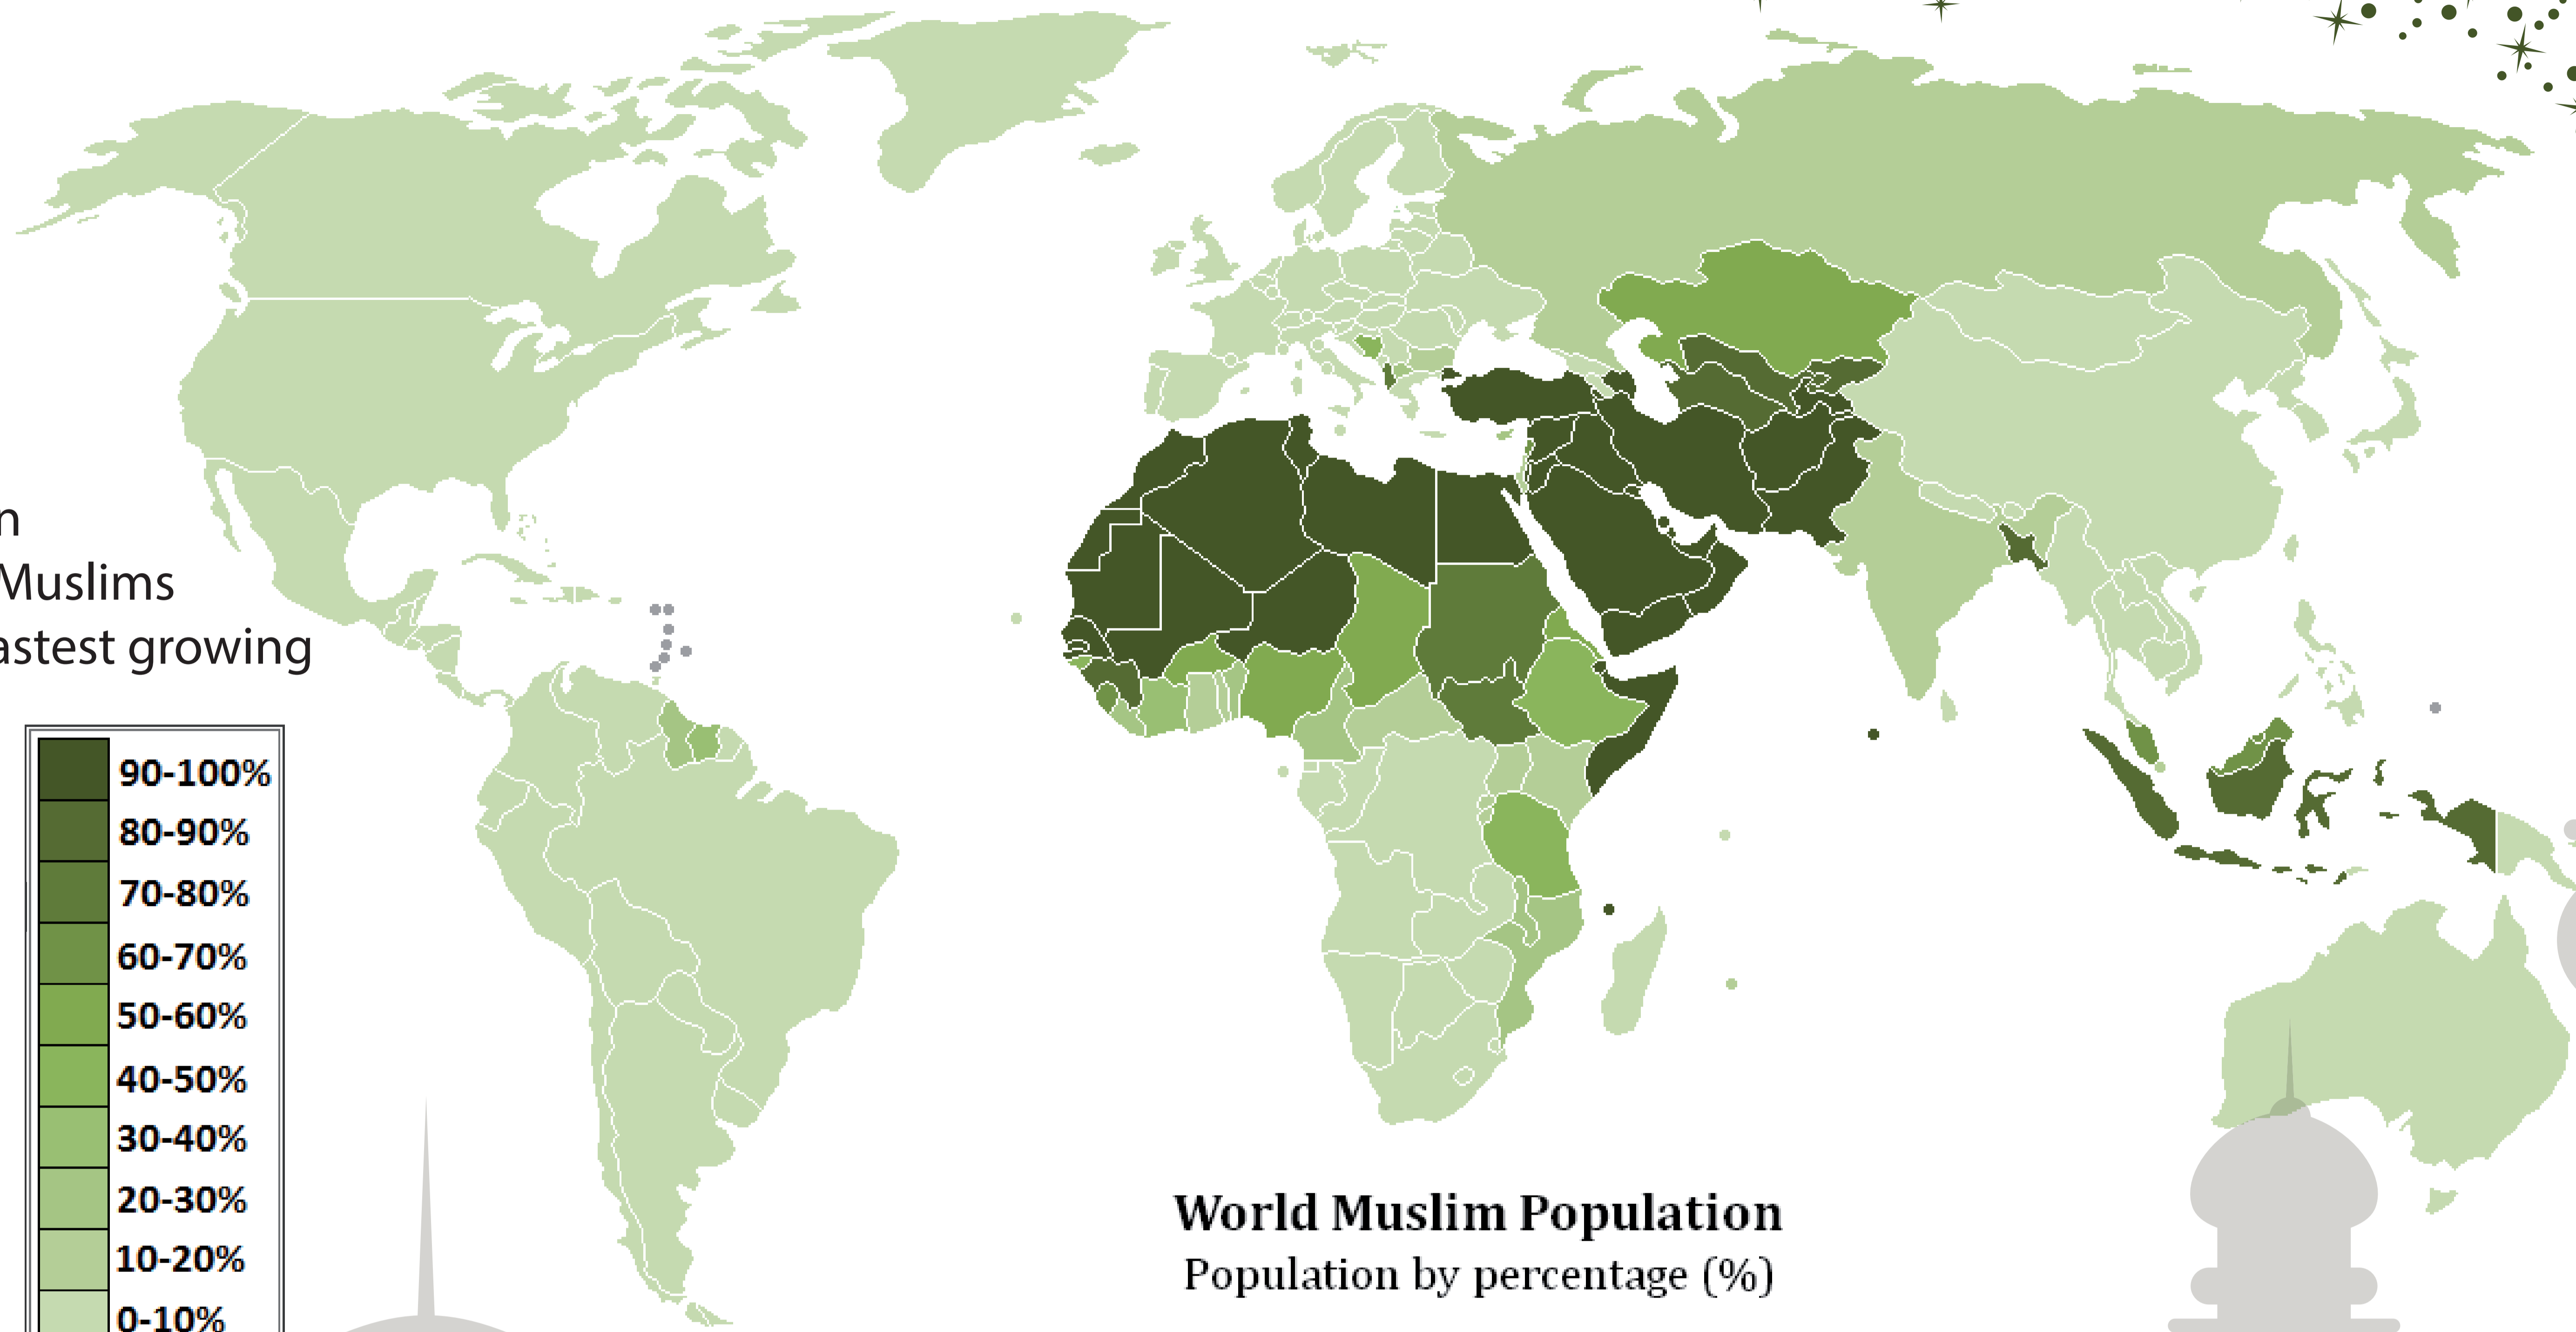 n
Muslims
astest growing
90-100%
80-90%
70-80%
60-70%
50-60%
40-50%
30-40%
20-30%
10-20%
0-10%
World Muslim Population
Population by percentage (%)